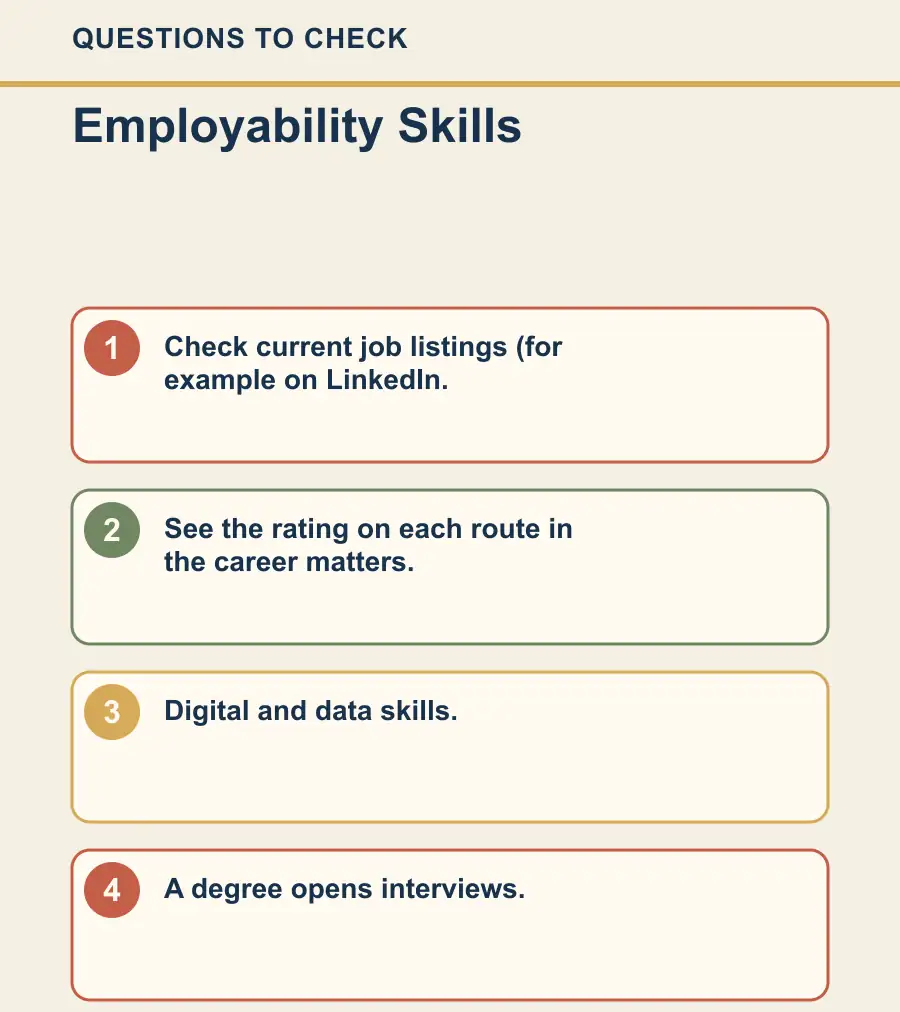 QUESTIONS TO CHECK
Employability Skills
1
Check current job listings (for
example on LinkedIn.
2
See the rating on each route in
the career matters.
3
Digital and data skills.
4
A degree opens interviews.